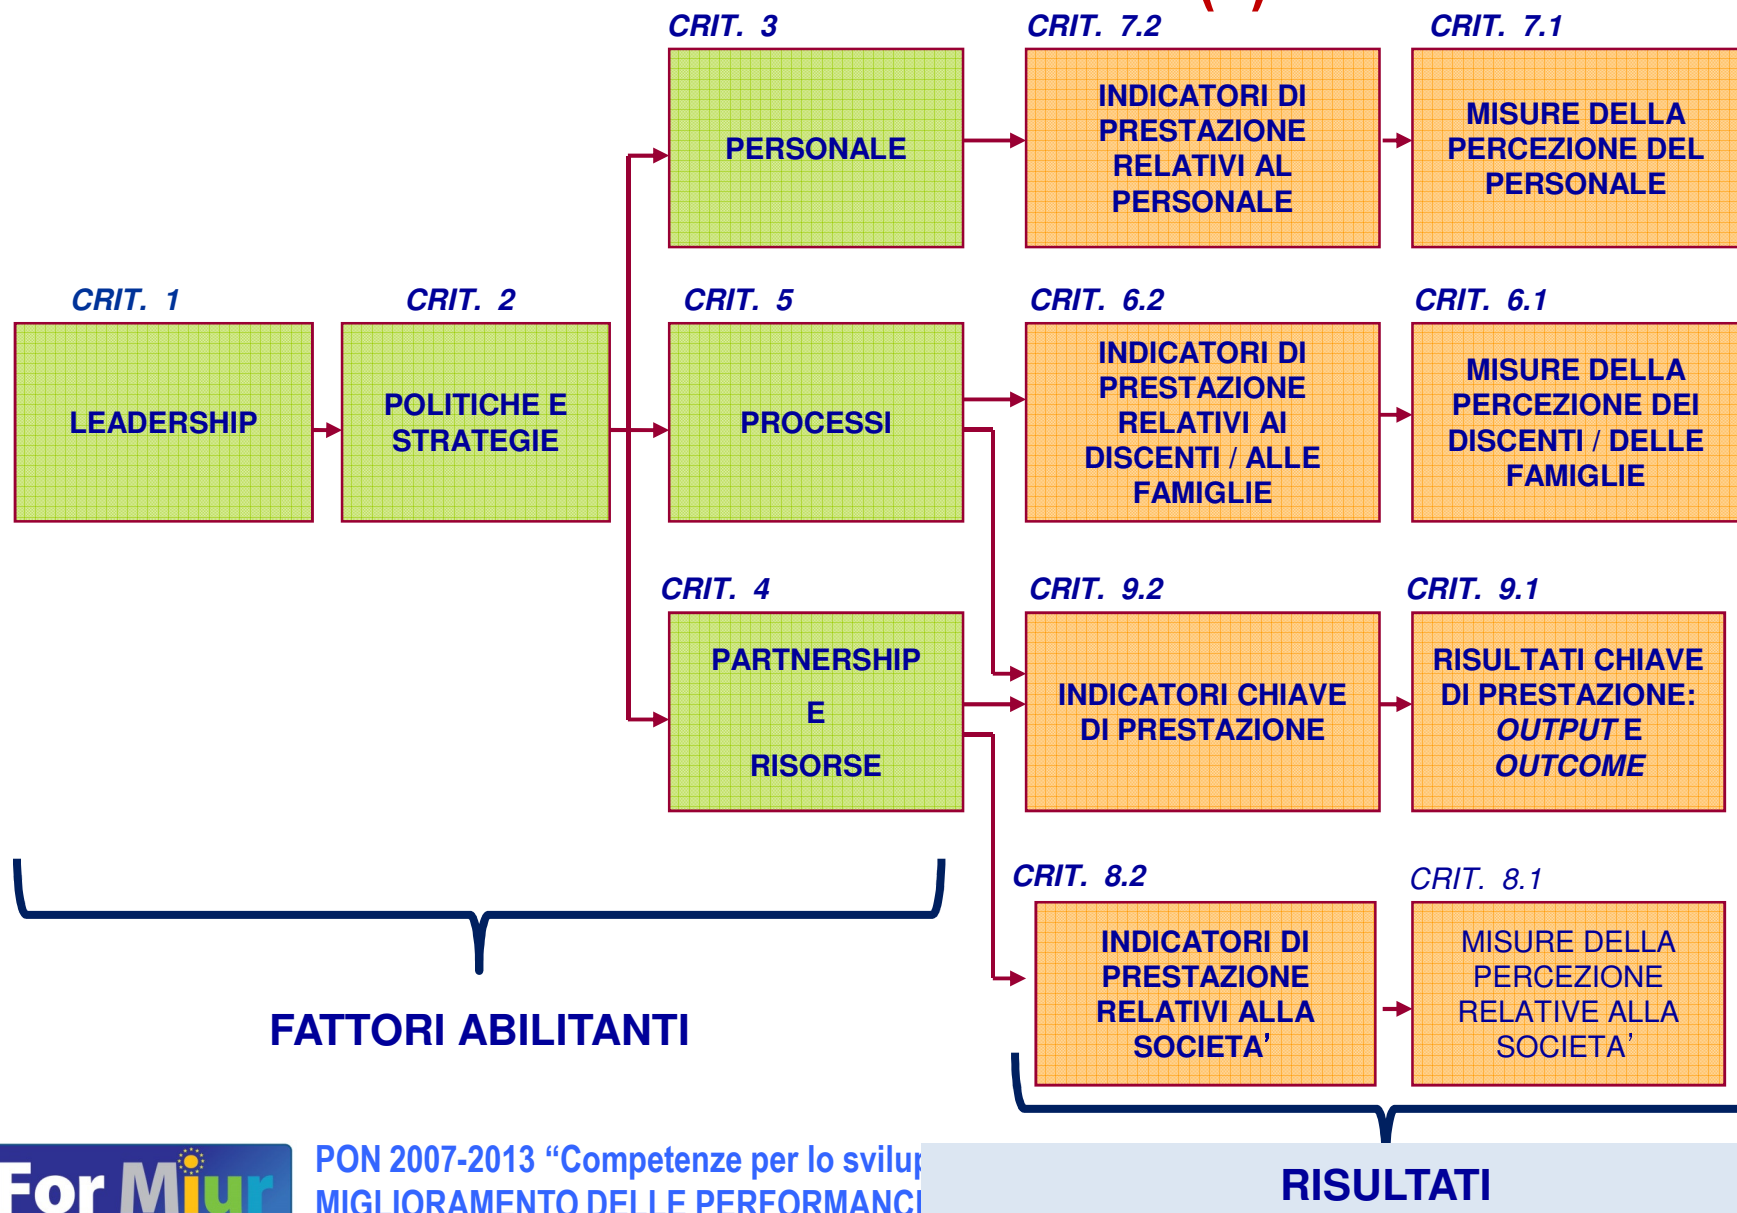 CRIT. 3
CRIT. 7.2
CRIT. 7.1
PERSONALE
INDICATORI DI
PRESTAZIONE
RELATIVI AL
PERSONALE
MISURE DELLA
PERCEZIONE DEL
PERSONALE
CRIT. 1
CRIT. 2
CRIT. 5
CRIT. 6.2
CRIT. 6.1
LEADERSHIP
POLITICHE E
STRATEGIE
PROCESSI
INDICATORI DI
PRESTAZIONE
RELATIVI AI
DISCENTI / ALLE
FAMIGLIE
MISURE DELLA
PERCEZIONE DEI
DISCENTI / DELLE
FAMIGLIE
CRIT. 4
CRIT. 9.2
CRIT. 9.1
PARTNERSHIP
E
RISORSE
INDICATORI CHIAVE
DI PRESTAZIONE
RISULTATI CHIAVE
DI PRESTAZIONE:
OUTPUT E
OUTCOME
CRIT. 8.2
CRIT. 8.1
INDICATORI DI
PRESTAZIONE
RELATIVI ALLA
SOCIETA’
MISURE DELLA
PERCEZIONE
RELATIVE ALLA
SOCIETA’
FATTORI ABILITANTI
RISULTATI
For Miur
PON 2007-2013 “Competenze per lo svilup
MIGLIORAMENTO DELLE PERFORMANC